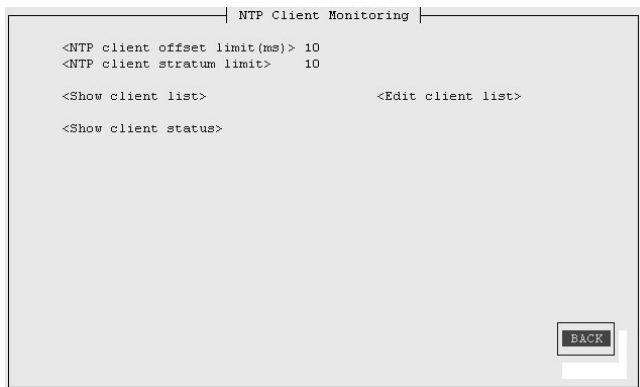 NTP Client Monitoring
<NTP client offset limit(ms)> 10
<NTP client stratum limit> 10
<Show client list> <Edit client list>
<Show client status>
BACK